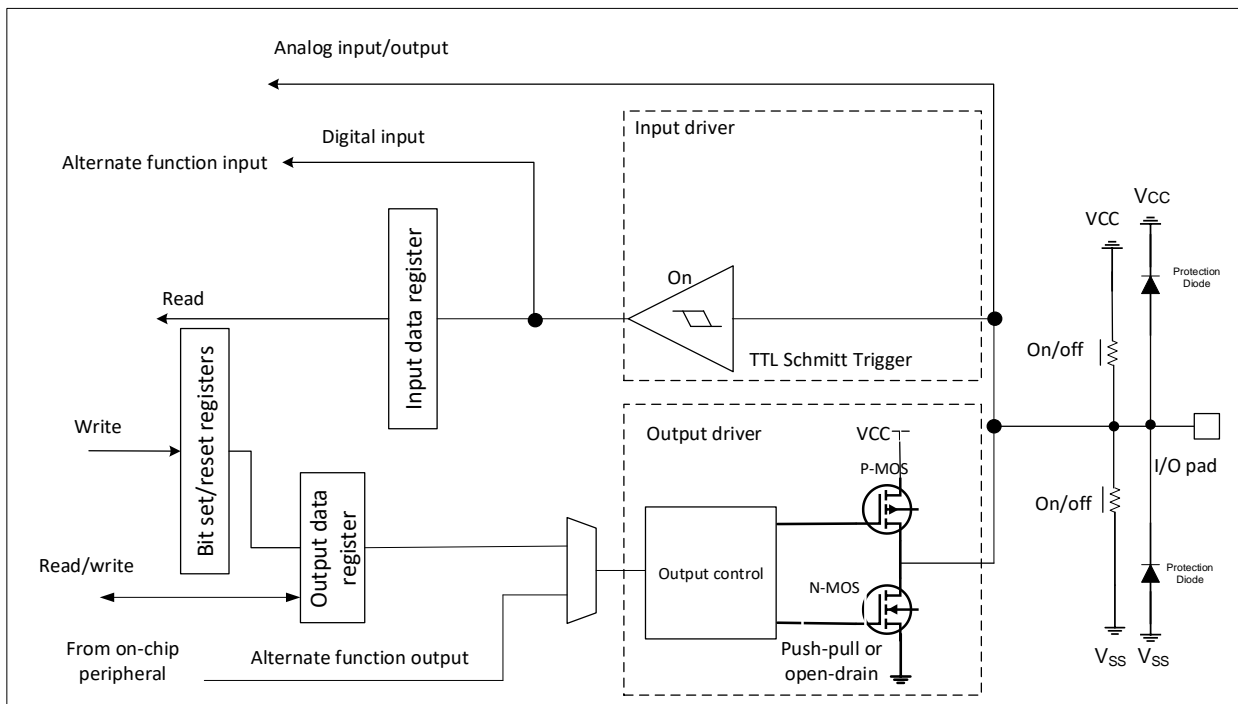 Analog input/output
Digital input
Alternate function input
Input driver
VCC
VCC
Protection
Diode
On
Input data register
Read
TTL Schmitt Trigger
On/off
Bit set/reset registers
Write
Output driver
VCC
P-MOS
I/O pad
On/off
Output data
register
Read/write
Output control
N-MOS
Protection
Diode
From on-chip
peripheral
Alternate function output
Push-pull or
open-drain
VSS
VSS